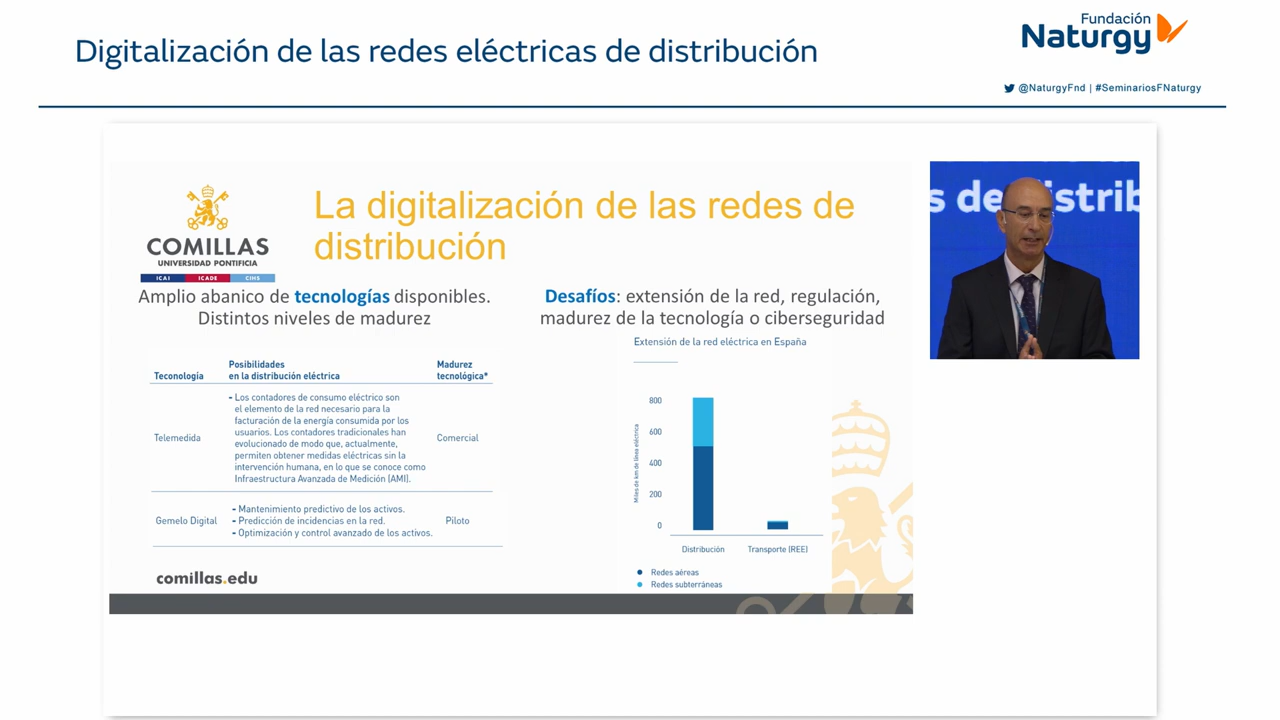 Digitalización de las redes eléctricas de distribución
Fundación
Naturgy
@NaturgyFnd | #SeminariosFNaturgy
COMILLAS
UNIVERSIDAD PONTIFICIA
ICAI ICADE CIHS
La digitalización de las redes de
distribución
Amplio abanico de tecnologías disponibles.
Distintos niveles de madurez
Teconología
Posibilidades
en la distribución eléctrica
Madurez
tecnológica*
Telemedida
- Los contadores de consumo eléctrico son
el elemento de la red necesario para la
facturación de la energía consumida por los
usuarios. Los contadores tradicionales han
evolucionado de modo que, actualmente,
permiten obtener medidas eléctricas sin la
intervención humana, en lo que se conoce como
Infraestructura Avanzada de Medición (AMI).
Comercial
Gemelo Digital
- Mantenimiento predictivo de los activos.
- Predicción de incidencias en la red.
- Optimización y control avanzado de los activos.
Piloto
comillas.edu
Desafíos: extensión de la red, regulación,
madurez de la tecnología o ciberseguridad
Extensión de la red eléctrica en España
Miles de km de línea eléctrica
800
600
400
200
0
Distribución
Transporte (REE)
Redes aéreas
Redes subterráneas
s de distrib